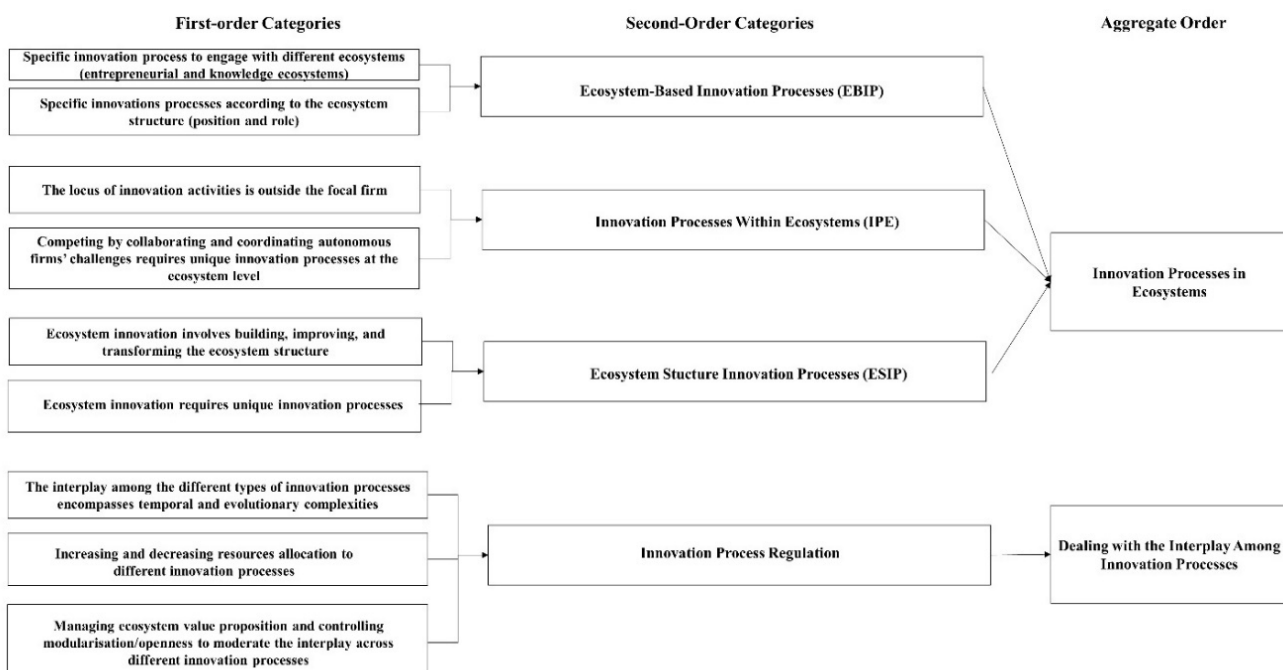 First-order Categories
Second-Order Categories
Aggregate Order
Specific innovation process to engage with different ecosystems
(entrepreneurial and knowledge ecosystems)
Specific innovations processes according to the ecosystem
structure (position and role)
Ecosystem-Based Innovation Processes (EBIP)
The locus of innovation activities is outside the focal firm
Competing by collaborating and coordinating autonomous
firms' challenges requires unique innovation processes at the
ecosystem level
Innovation Processes Within Ecosystems (IPE)
Innovation Processes in
Ecosystems
Ecosystem innovation involves building, improving, and
transforming the ecosystem structure
Ecosystem innovation requires unique innovation processes
Ecosystem Stucture Innovation Processes (ESIP)
The interplay among the different types of innovation processes
encompasses temporal and evolutionary complexities
Increasing and decreasing resources allocation to
different innovation processes
Managing ecosystem value proposition and controlling
modularisation/openness to moderate the interplay across
different innovation processes
Innovation Process Regulation
Dealing with the Interplay Among
Innovation Processes